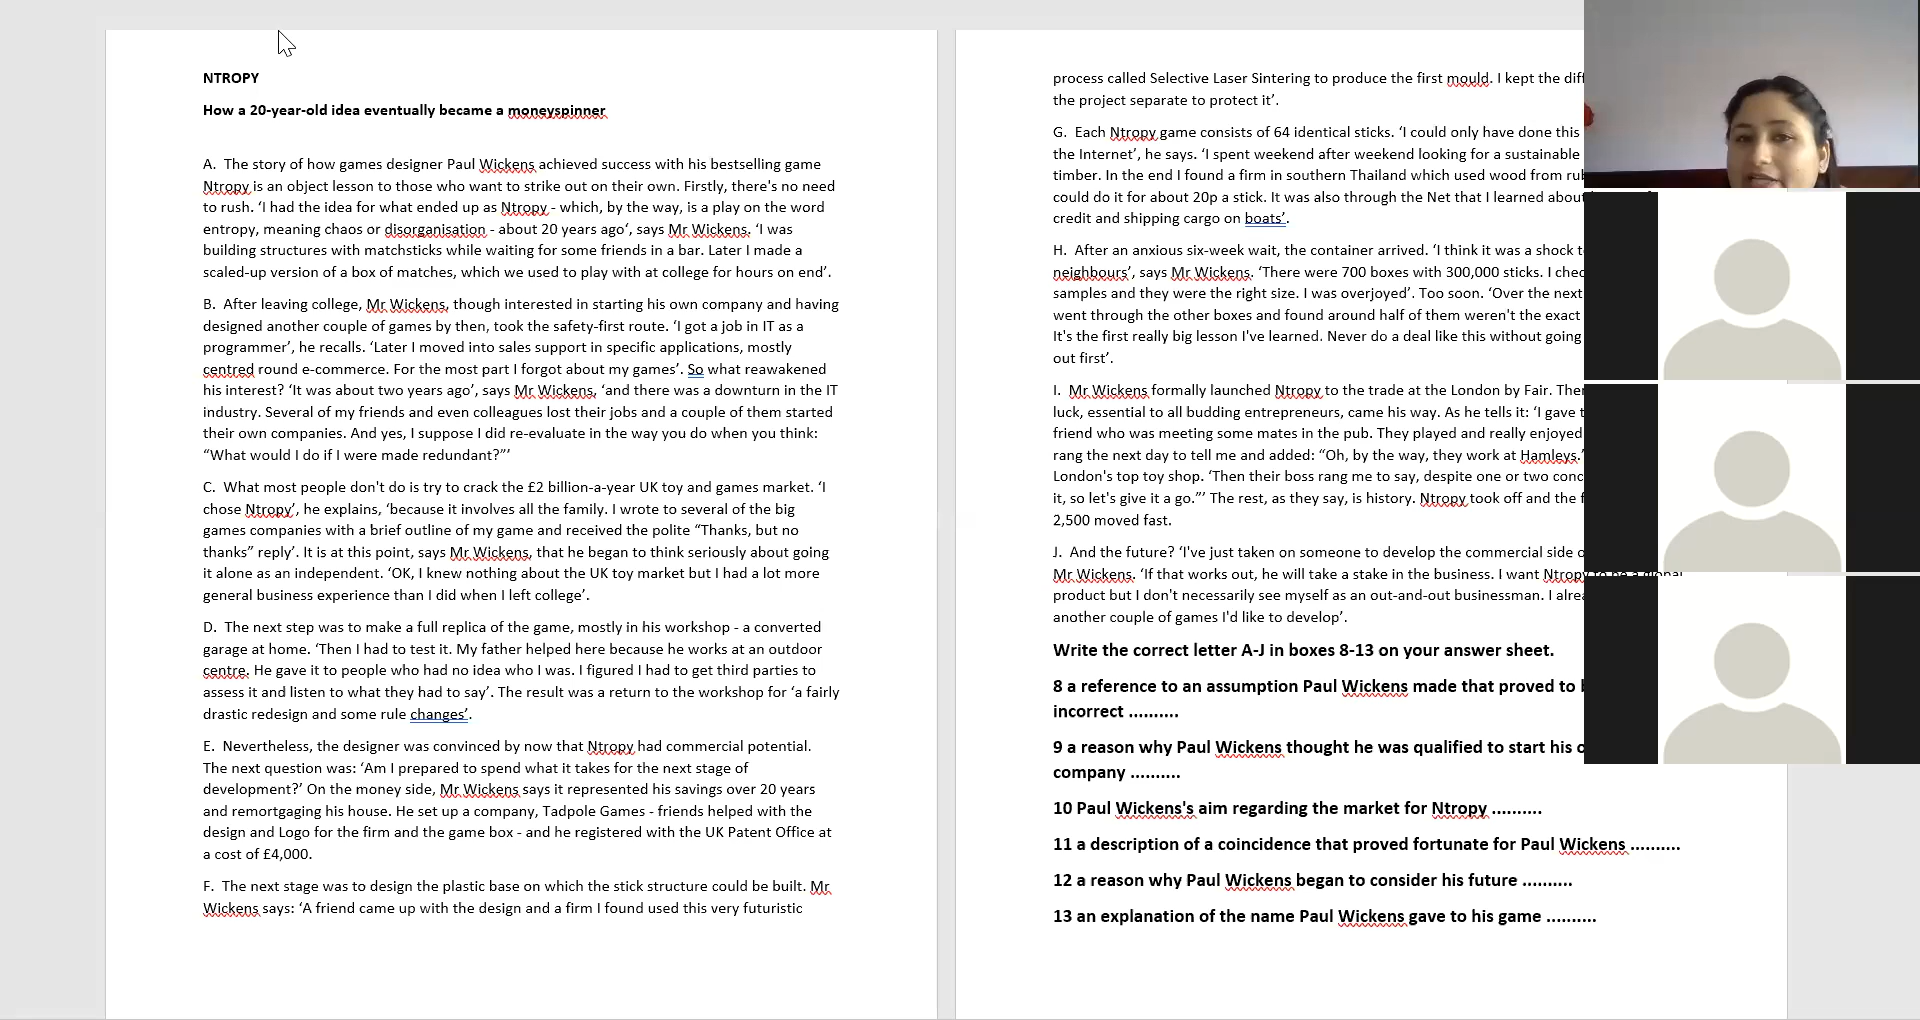 NTROPY
How a 20-year-old idea eventually became a moneyspinner
A. The story of how games designer Paul Wickens achieved success with his bestselling game
Ntropy is an object lesson to those who want to strike out on their own. Firstly, there's no need
to rush. ‘I had the idea for what ended up as Ntropy - which, by the way, is a play on the word
entropy, meaning chaos or disorganisation - about 20 years ago‘, says Mr Wickens. ‘I was
building structures with matchsticks while waiting for some friends in a bar. Later I made a
scaled-up version of a box of matches, which we used to play with at college for hours on end’.
B. After leaving college, Mr Wickens, though interested in starting his own company and having
designed another couple of games by then, took the safety-first route. ‘I got a job in IT as a
programmer’, he recalls. ‘Later I moved into sales support in specific applications, mostly
centred round e-commerce. For the most part I forgot about my games’. So what reawakened
his interest? ‘It was about two years ago’, says Mr Wickens, ‘and there was a downturn in the IT
industry. Several of my friends and even colleagues lost their jobs and a couple of them started
their own companies. And yes, I suppose I did re-evaluate in the way you do when you think:
“What would I do if I were made redundant?”’
C. What most people don't do is try to crack the £2 billion-a-year UK toy and games market. ‘I
chose Ntropy’, he explains, ‘because it involves all the family. I wrote to several of the big
games companies with a brief outline of my game and received the polite “Thanks, but no
thanks” reply’. It is at this point, says Mr Wickens, that he began to think seriously about going
it alone as an independent. ‘OK, I knew nothing about the UK toy market but I had a lot more
general business experience than I did when I left college’.
D. The next step was to make a full replica of the game, mostly in his workshop - a converted
garage at home. ‘Then I had to test it. My father helped here because he works at an outdoor
centre. He gave it to people who had no idea who I was. I figured I had to get third parties to
assess it and listen to what they had to say’. The result was a return to the workshop for ‘a fairly
drastic redesign and some rule changes’.
E. Nevertheless, the designer was convinced by now that Ntropy had commercial potential.
The next question was: ‘Am I prepared to spend what it takes for the next stage of
development?’ On the money side, Mr Wickens says it represented his savings over 20 years
and remortgaging his house. He set up a company, Tadpole Games - friends helped with the
design and Logo for the firm and the game box - and he registered with the UK Patent Office at
a cost of £4,000.
F. The next stage was to design the plastic base on which the stick structure could be built. Mr
Wickens says: ‘A friend came up with the design and a firm I found used this very futuristic
process called Selective Laser Sintering to produce the first mould. I kept the
the project separate to protect it’.
G. Each Ntropy game consists of 64 identical sticks. ‘I could only have done this
the Internet’, he says. ‘I spent weekend after weekend looking for a sustainable
timber. In the end I found a firm in southern Thailand which used wood from
could do it for about 20p a stick. It was also through the Net that I learned about
credit and shipping cargo on boats’.
H. After an anxious six-week wait, the container arrived. ‘I think it was a shock
neighbours’, says Mr Wickens. ‘There were 700 boxes with 300,000 sticks. I
samples and they were the right size. I was overjoyed’. Too soon. ‘Over the next
went through the other boxes and found around half of them weren't the exact
It's the first really big lesson I've learned. Never do a deal like this without going
out first’.
I. Mr Wickens formally launched Ntropy to the trade at the London by Fair.
luck, essential to all budding entrepreneurs, came his way. As he tells it: ‘I gave
friend who was meeting some mates in the pub. They played and really enjoyed
rang the next day to tell me and added: “Oh, by the way, they work at Hamleys.”
London's top toy shop. ‘Then their boss rang me to say, despite one or two
it, so let's give it a go.”’ The rest, as they say, is history. Ntropy took off and the
2,500 moved fast.
J. And the future? ‘I've just taken on someone to develop the commercial side
Mr Wickens. ‘If that works out, he will take a stake in the business. I want Ntropy to be a global
product but I don't necessarily see myself as an out-and-out businessman. I
another couple of games I'd like to develop’.
Write the correct letter A-J in boxes 8-13 on your answer sheet.
8 a reference to an assumption Paul Wickens made that proved to
incorrect ..........
9 a reason why Paul Wickens thought he was qualified to start his
company ..........
10 Paul Wickens's aim regarding the market for Ntropy ..........
11 a description of a coincidence that proved fortunate for Paul Wickens ..........
12 a reason why Paul Wickens began to consider his future ..........
13 an explanation of the name Paul Wickens gave to his game ..........